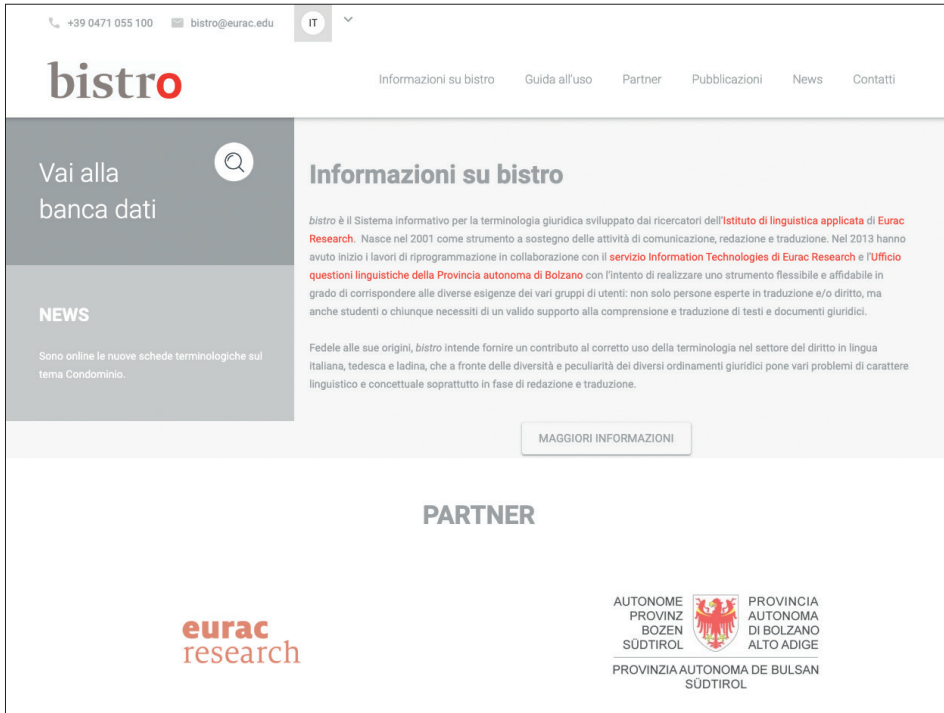 +39 0471 055 100 bistro@eurac.edu IT
bistro
Informazioni su bistro Guida all'uso Partner Pubblicazioni News Contatti
Vai alla
banca dati
NEWS
Sono online le nuove schede terminologiche sul
tema Condominio.
Informazioni su bistro
bistro è il Sistema informativo per la terminologia giuridica sviluppato dai ricercatori dell'Istituto di linguistica applicata di Eurac
Research. Nasce nel 2001 come strumento a sostegno delle attività di comunicazione, redazione e traduzione. Nel 2013 hanno
avuto inizio i lavori di riprogrammazione in collaborazione con il servizio Information Technologies di Eurac Research e l'Ufficio
questioni linguistiche della Provincia autonoma di Bolzano con l'intento di realizzare uno strumento flessibile e affidabile in
grado di corrispondere alle diverse esigenze dei vari gruppi di utenti: non solo persone esperte in traduzione e/o diritto, ma
anche studenti o chiunque necessiti di un valido supporto alla comprensione e traduzione di testi e documenti giuridici.
Fedele alle sue origini, bistro intende fornire un contributo al corretto uso della terminologia nel settore del diritto in lingua
italiana, tedesca e ladina, che a fronte delle diversità e peculiarità dei diversi ordinamenti giuridici pone vari problemi di carattere
linguistico e concettuale soprattutto in fase di redazione e traduzione.
MAGGIORI INFORMAZIONI
PARTNER
eurac
research
AUTONOME
PROVINZ
BOZEN
SÜDTIROL
PROVINCIA
AUTONOMA
DI BOLZANO
ALTO ADIGE
PROVINZIA AUTONOMA DE BULSAN
SÜDTIROL